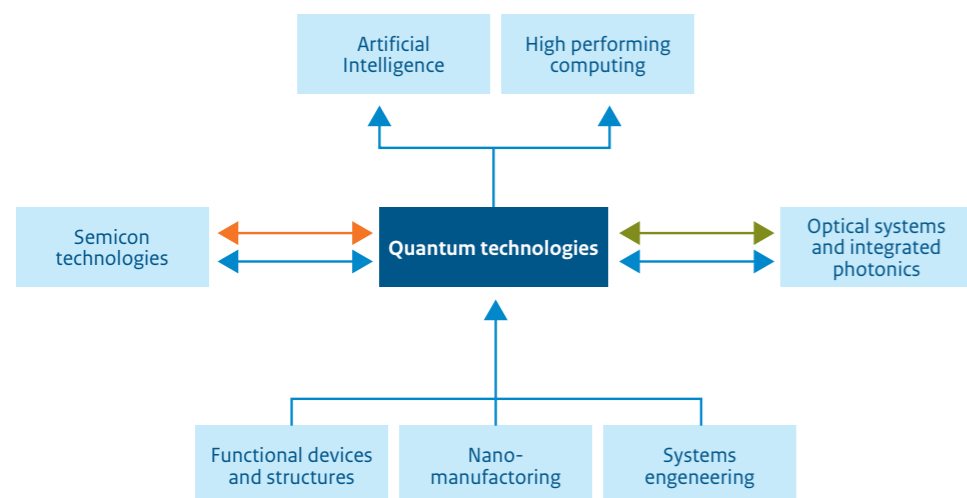 Artificial
Intelligence
High performing
computing
Semicon
technologies
Quantum technologies
Optical systems
and integrated
photonics
Functional devices
and structures
Nano-
manufactoring
Systems
engeneering